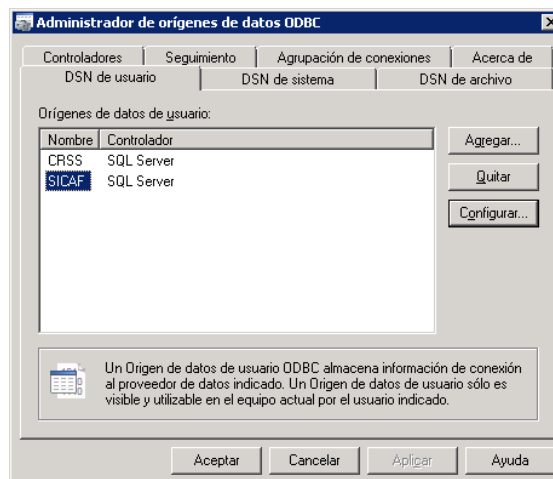 Administrador de orígenes de datos ODBC
Controladores Seguimiento Agrupación de conexiones Acerca de
DSN de usuario DSN de sistema DSN de archivo
Orígenes de datos de usuario:
Nombre Controlador
CRSS SQL Server
SICAF SQL Server
Agregar...
Quitar
Configurar...
Un Origen de datos de usuario ODBC almacena información de conexión
al proveedor de datos indicado. Un Origen de datos de usuario sólo es
visible y utilizable en el equipo actual por el usuario indicado.
Aceptar Cancelar Aplicar Ayuda